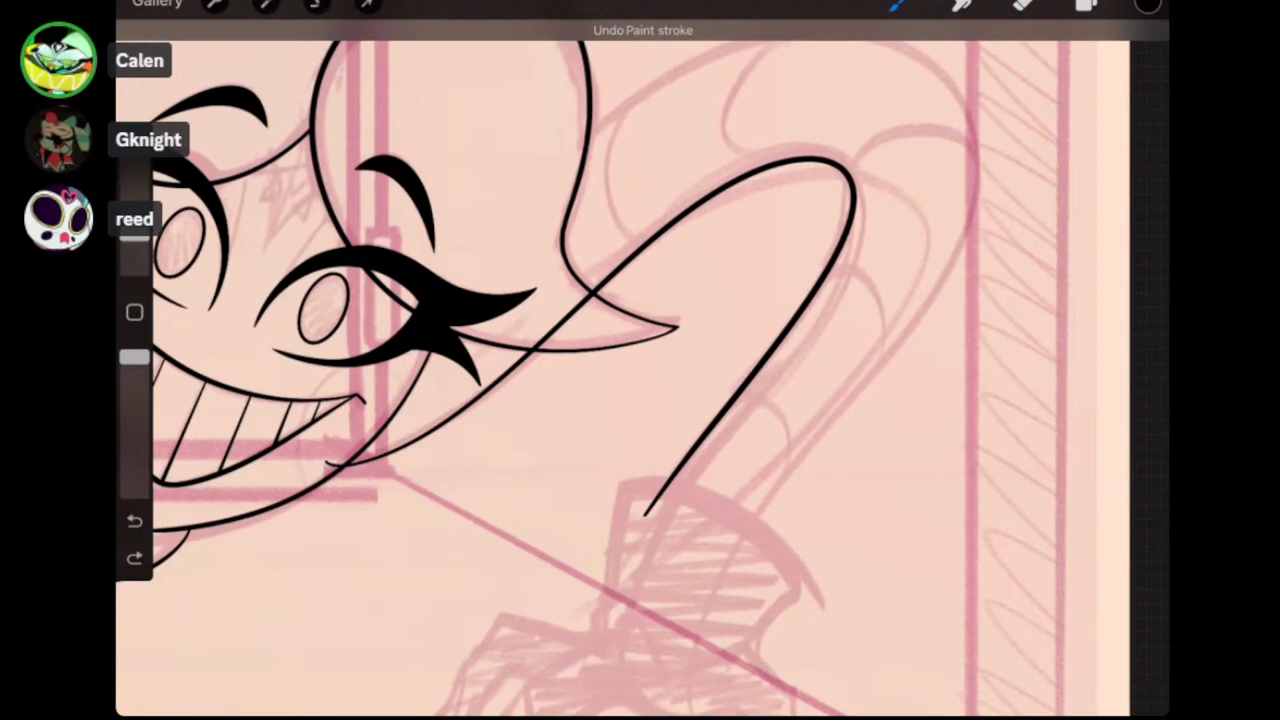 Gallery
Undo Paint stroke
Calen
Gknight
reed